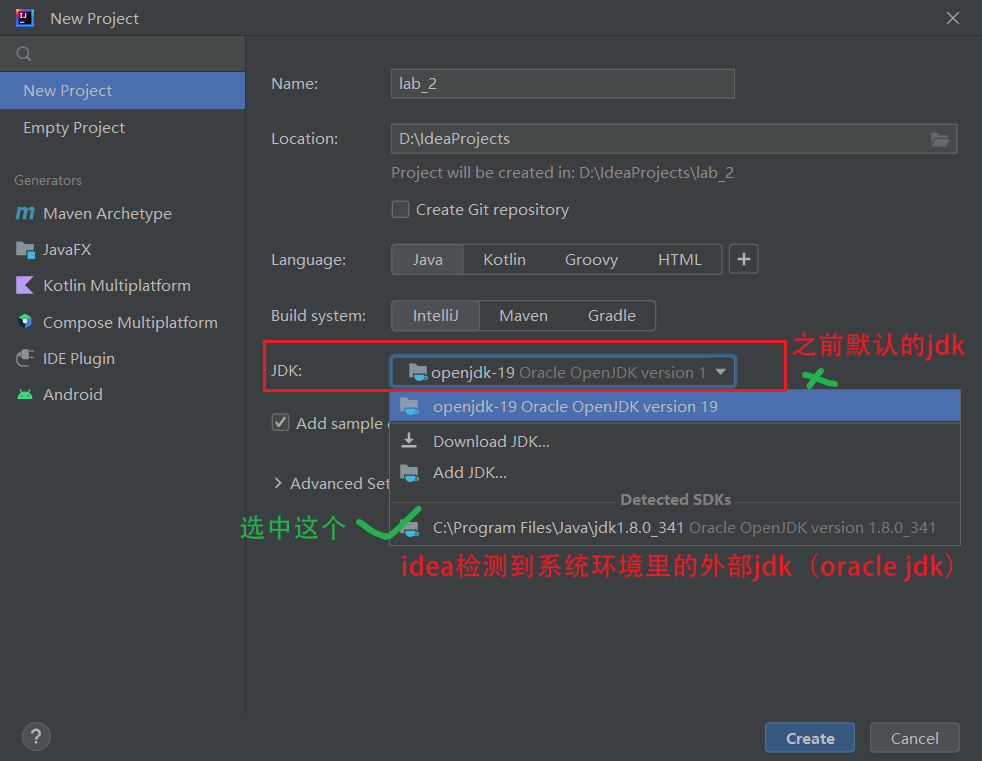 New Project
New Project
Empty Project
Generators
Maven Archetype
JavaFX
Kotlin Multiplatform
Compose Multiplatform
IDE Plugin
Android
Name: lab_2
Location: D:\IdeaProjects
Project will be created in: D:\IdeaProjects\lab_2
Create Git repository
Language: Java Kotlin Groovy HTML +
Build system: IntelliJ Maven Gradle
之前默认的jdk
JDK: openjdk-19 Oracle OpenJDK version 1
openjdk-19 Oracle OpenJDK version 19
Add sample
Download JDK...
Add JDK...
Advanced Set
Detected SDKs
选中这个
C:\Program Files\Java\jdk1.8.0_341 Oracle OpenJDK version 1.8.0_341
idea检测到系统环境里的外部jdk（oracle jdk）
? Create Cancel